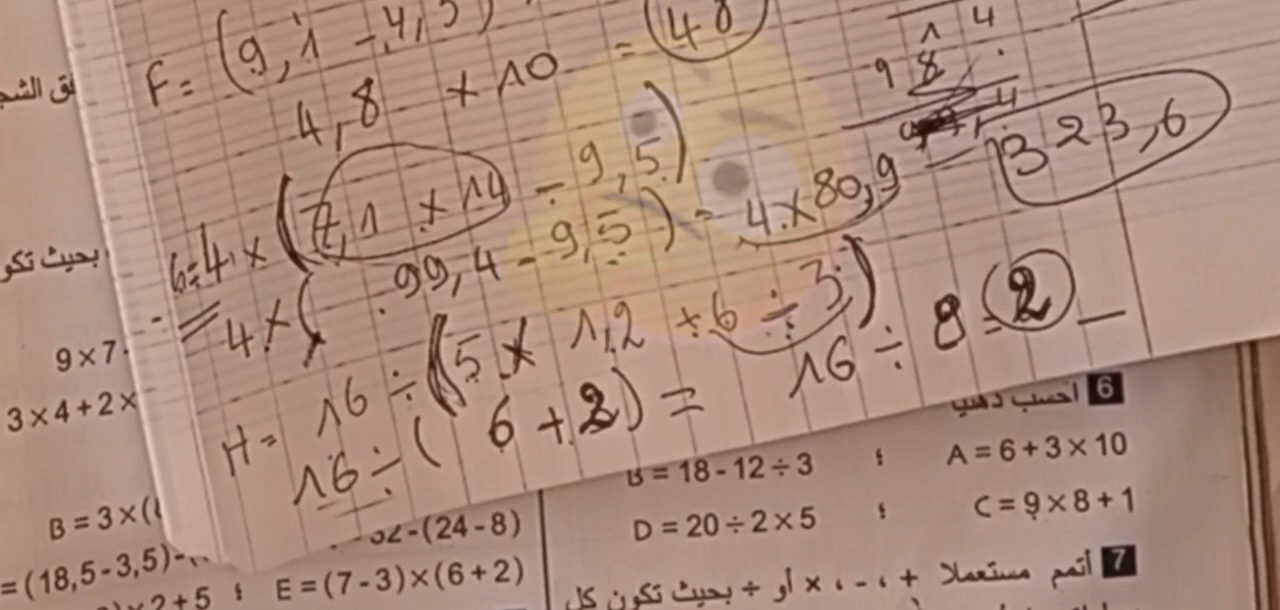 F = (9,1 - 4,3)
4,8 × 10 = 48
G = 4 × (7,1 × 14 - 9,5)
= 4 × ( 99,4 - 9,5) = 4 × 80,9 = 323,6
H = 16 ÷ (5 × 1,2 + 6 ÷ 3)
16 ÷ ( 6 + 2) = 16 ÷ 8 = 2
بحيث تكو
9×7
3×4+2×
B = 3×(
-(24-8)
=(18,5-3,5)-
E = (7-3)×(6+2)
)×2+5 ؛
6 احسب ذهنيا
A = 6+3×10 ؛ B = 18-12÷3
C = 9×8+1 ؛ D = 20÷2×5
7 أتمم مستعملا + ، - ، × أو ÷ بحيث تكون كل